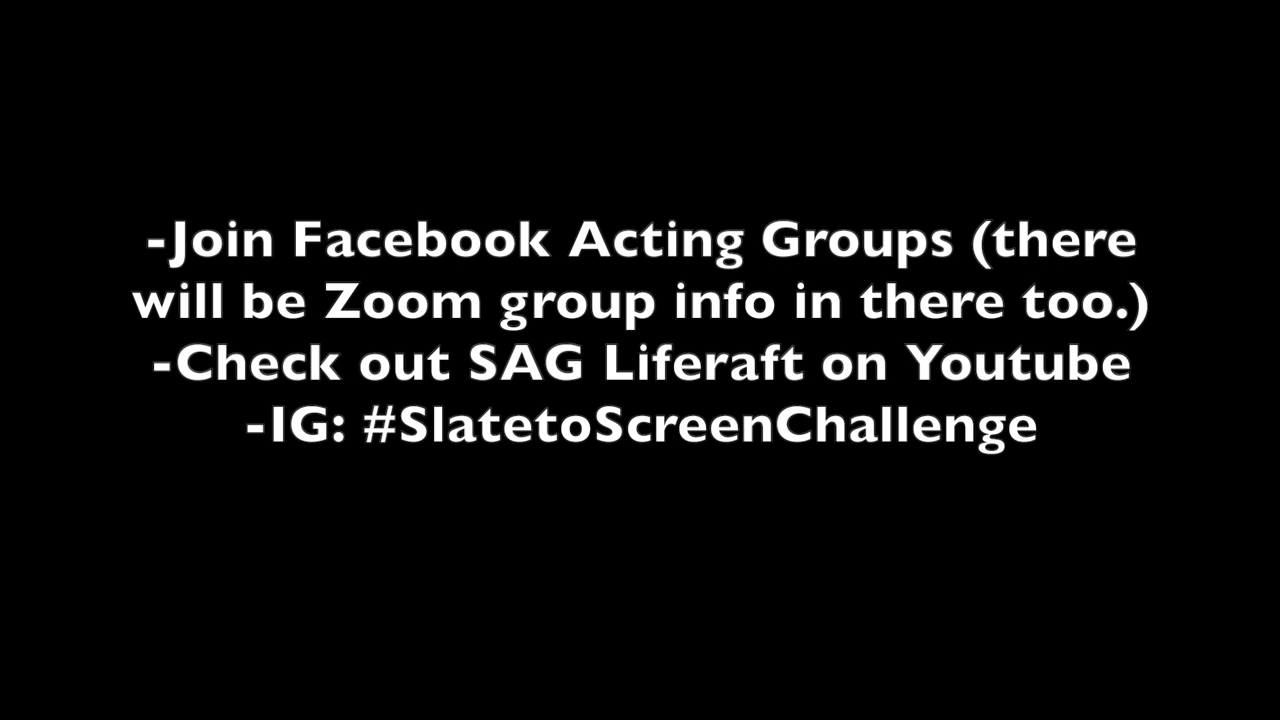 -Join Facebook Acting Groups (there
will be Zoom group info in there too.)
-Check out SAG Liferaft on Youtube
-IG: #SlatetoScreenChallenge